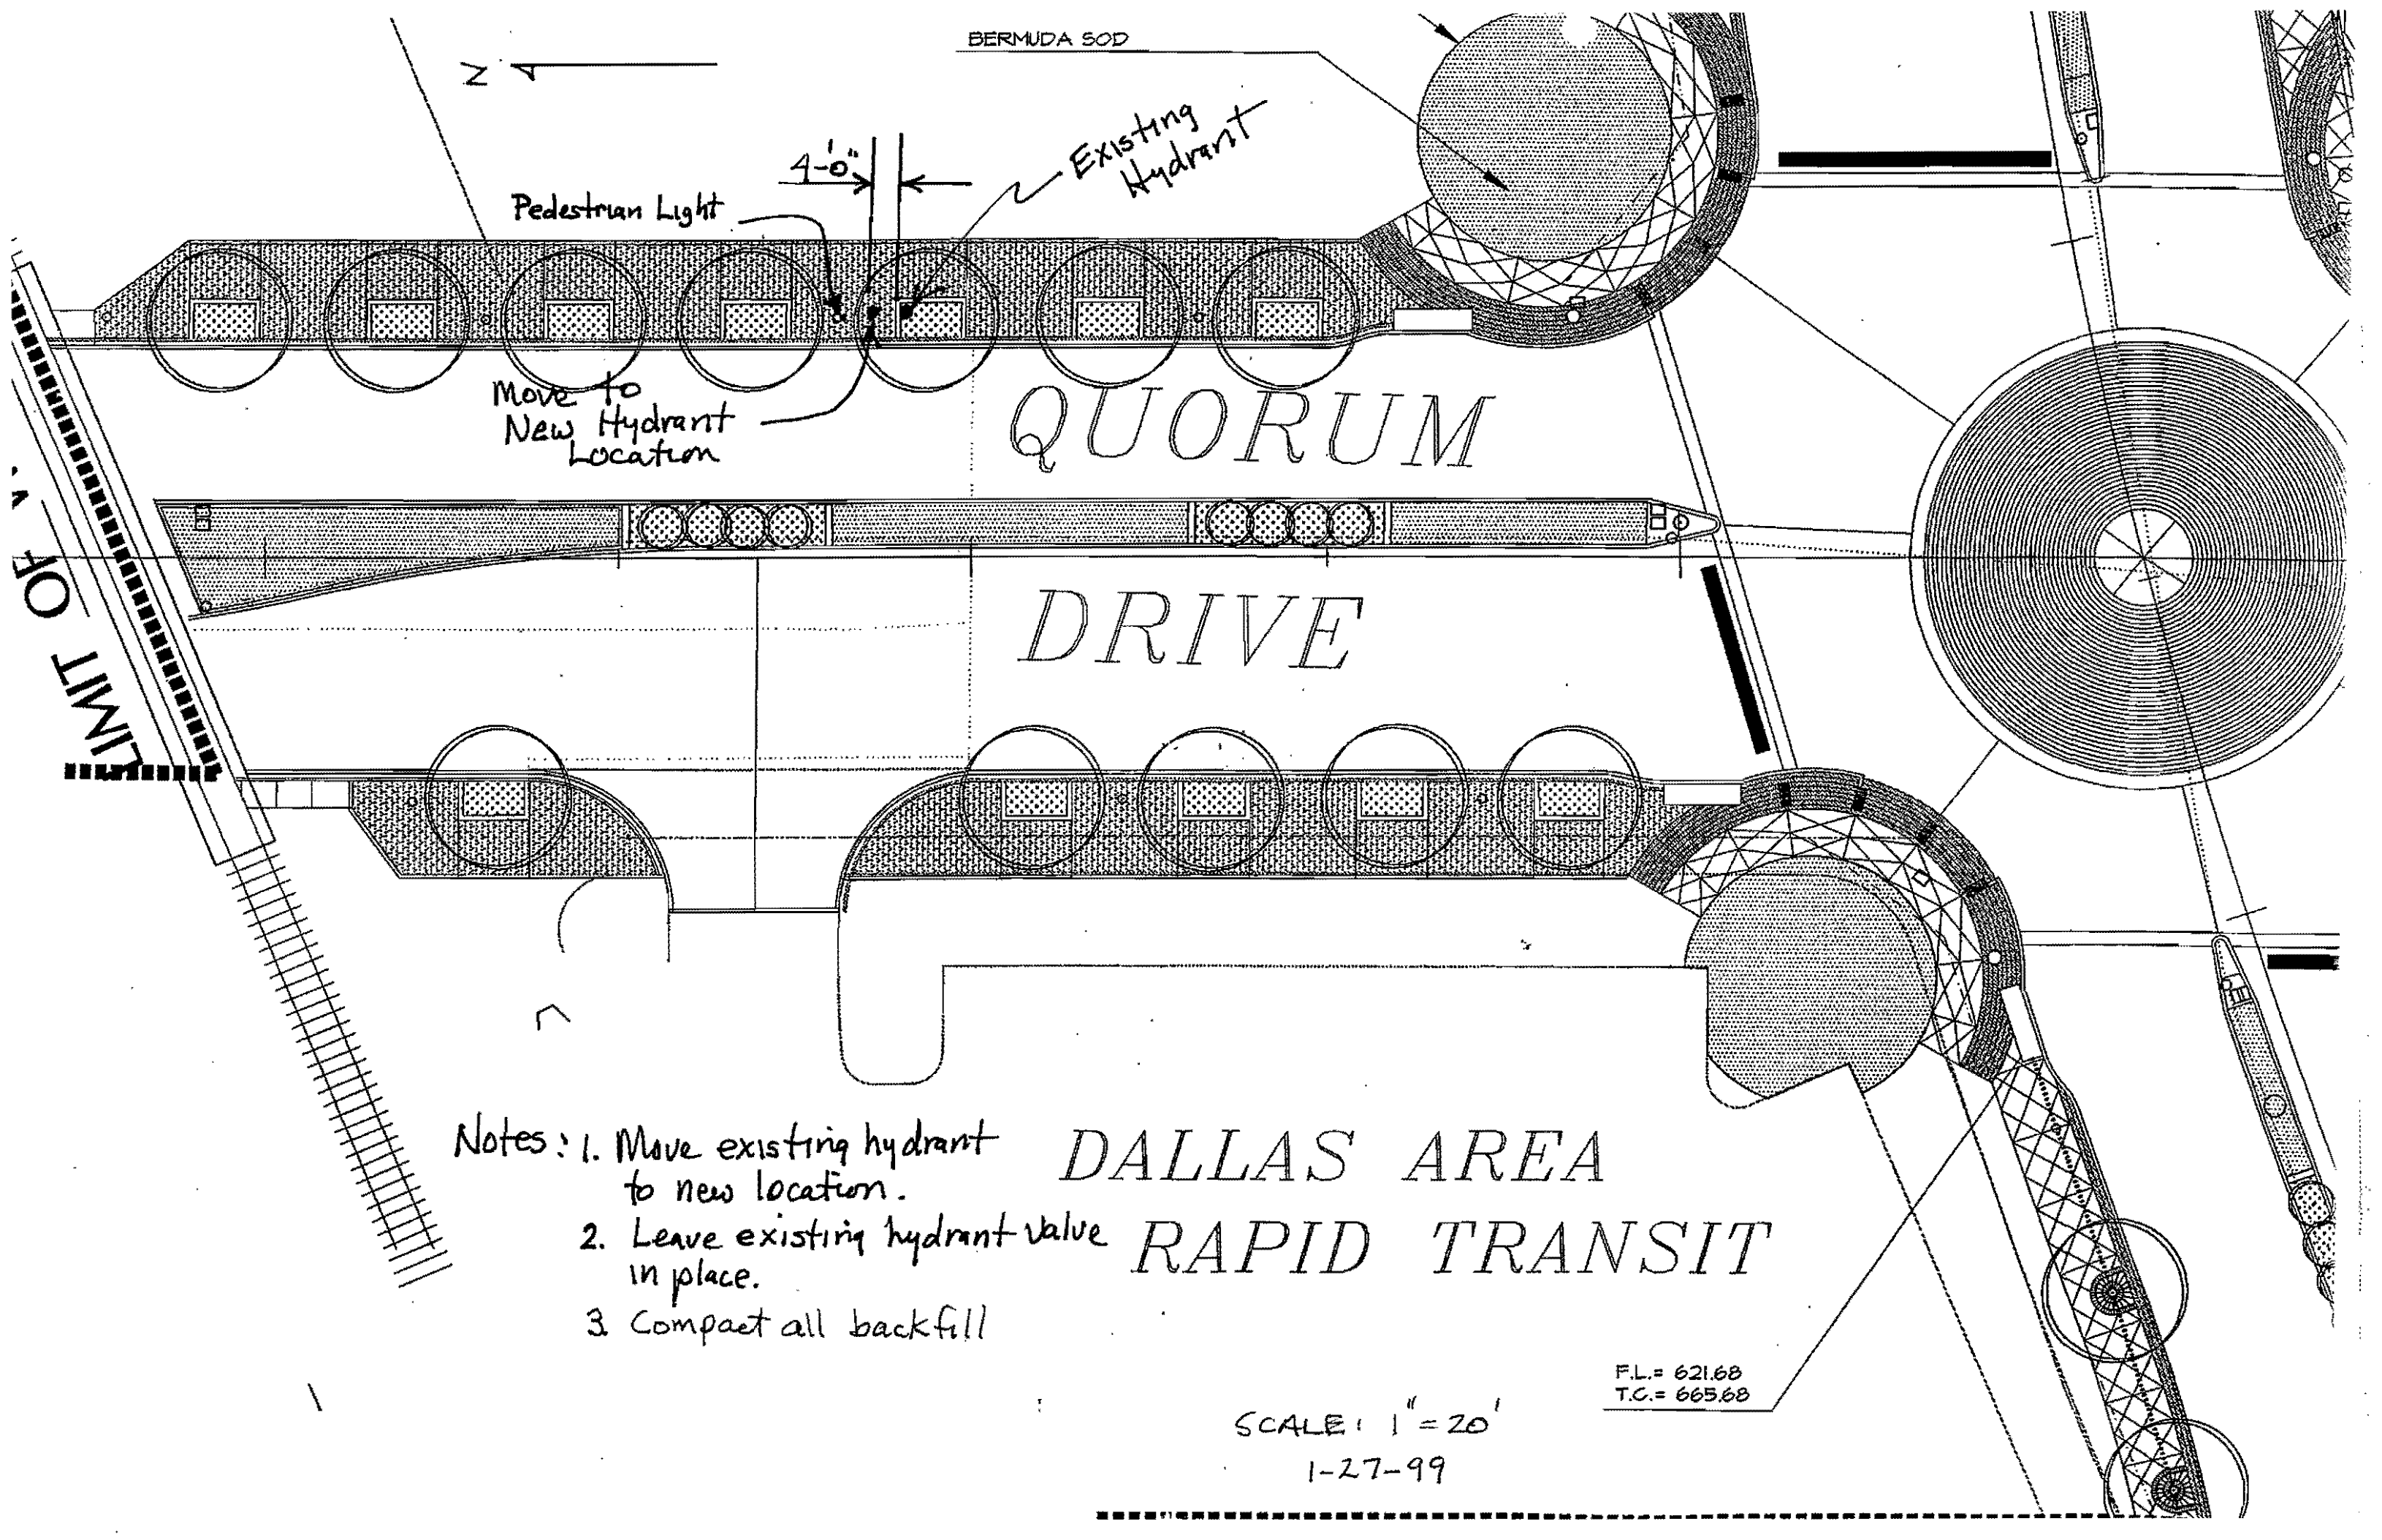 BERMUDA SOD
N
4'-0"
Existing
Hydrant
Pedestrian Light
Move to
New Hydrant
Location
QUORUM
DRIVE
LIMIT OF
Notes: 1. Move existing hydrant
to new location.
2. Leave existing hydrant valve
in place.
3. Compact all backfill
DALLAS AREA
RAPID TRANSIT
F.L.= 621.68
T.C.= 665.68
SCALE: 1"=20'
1-27-99